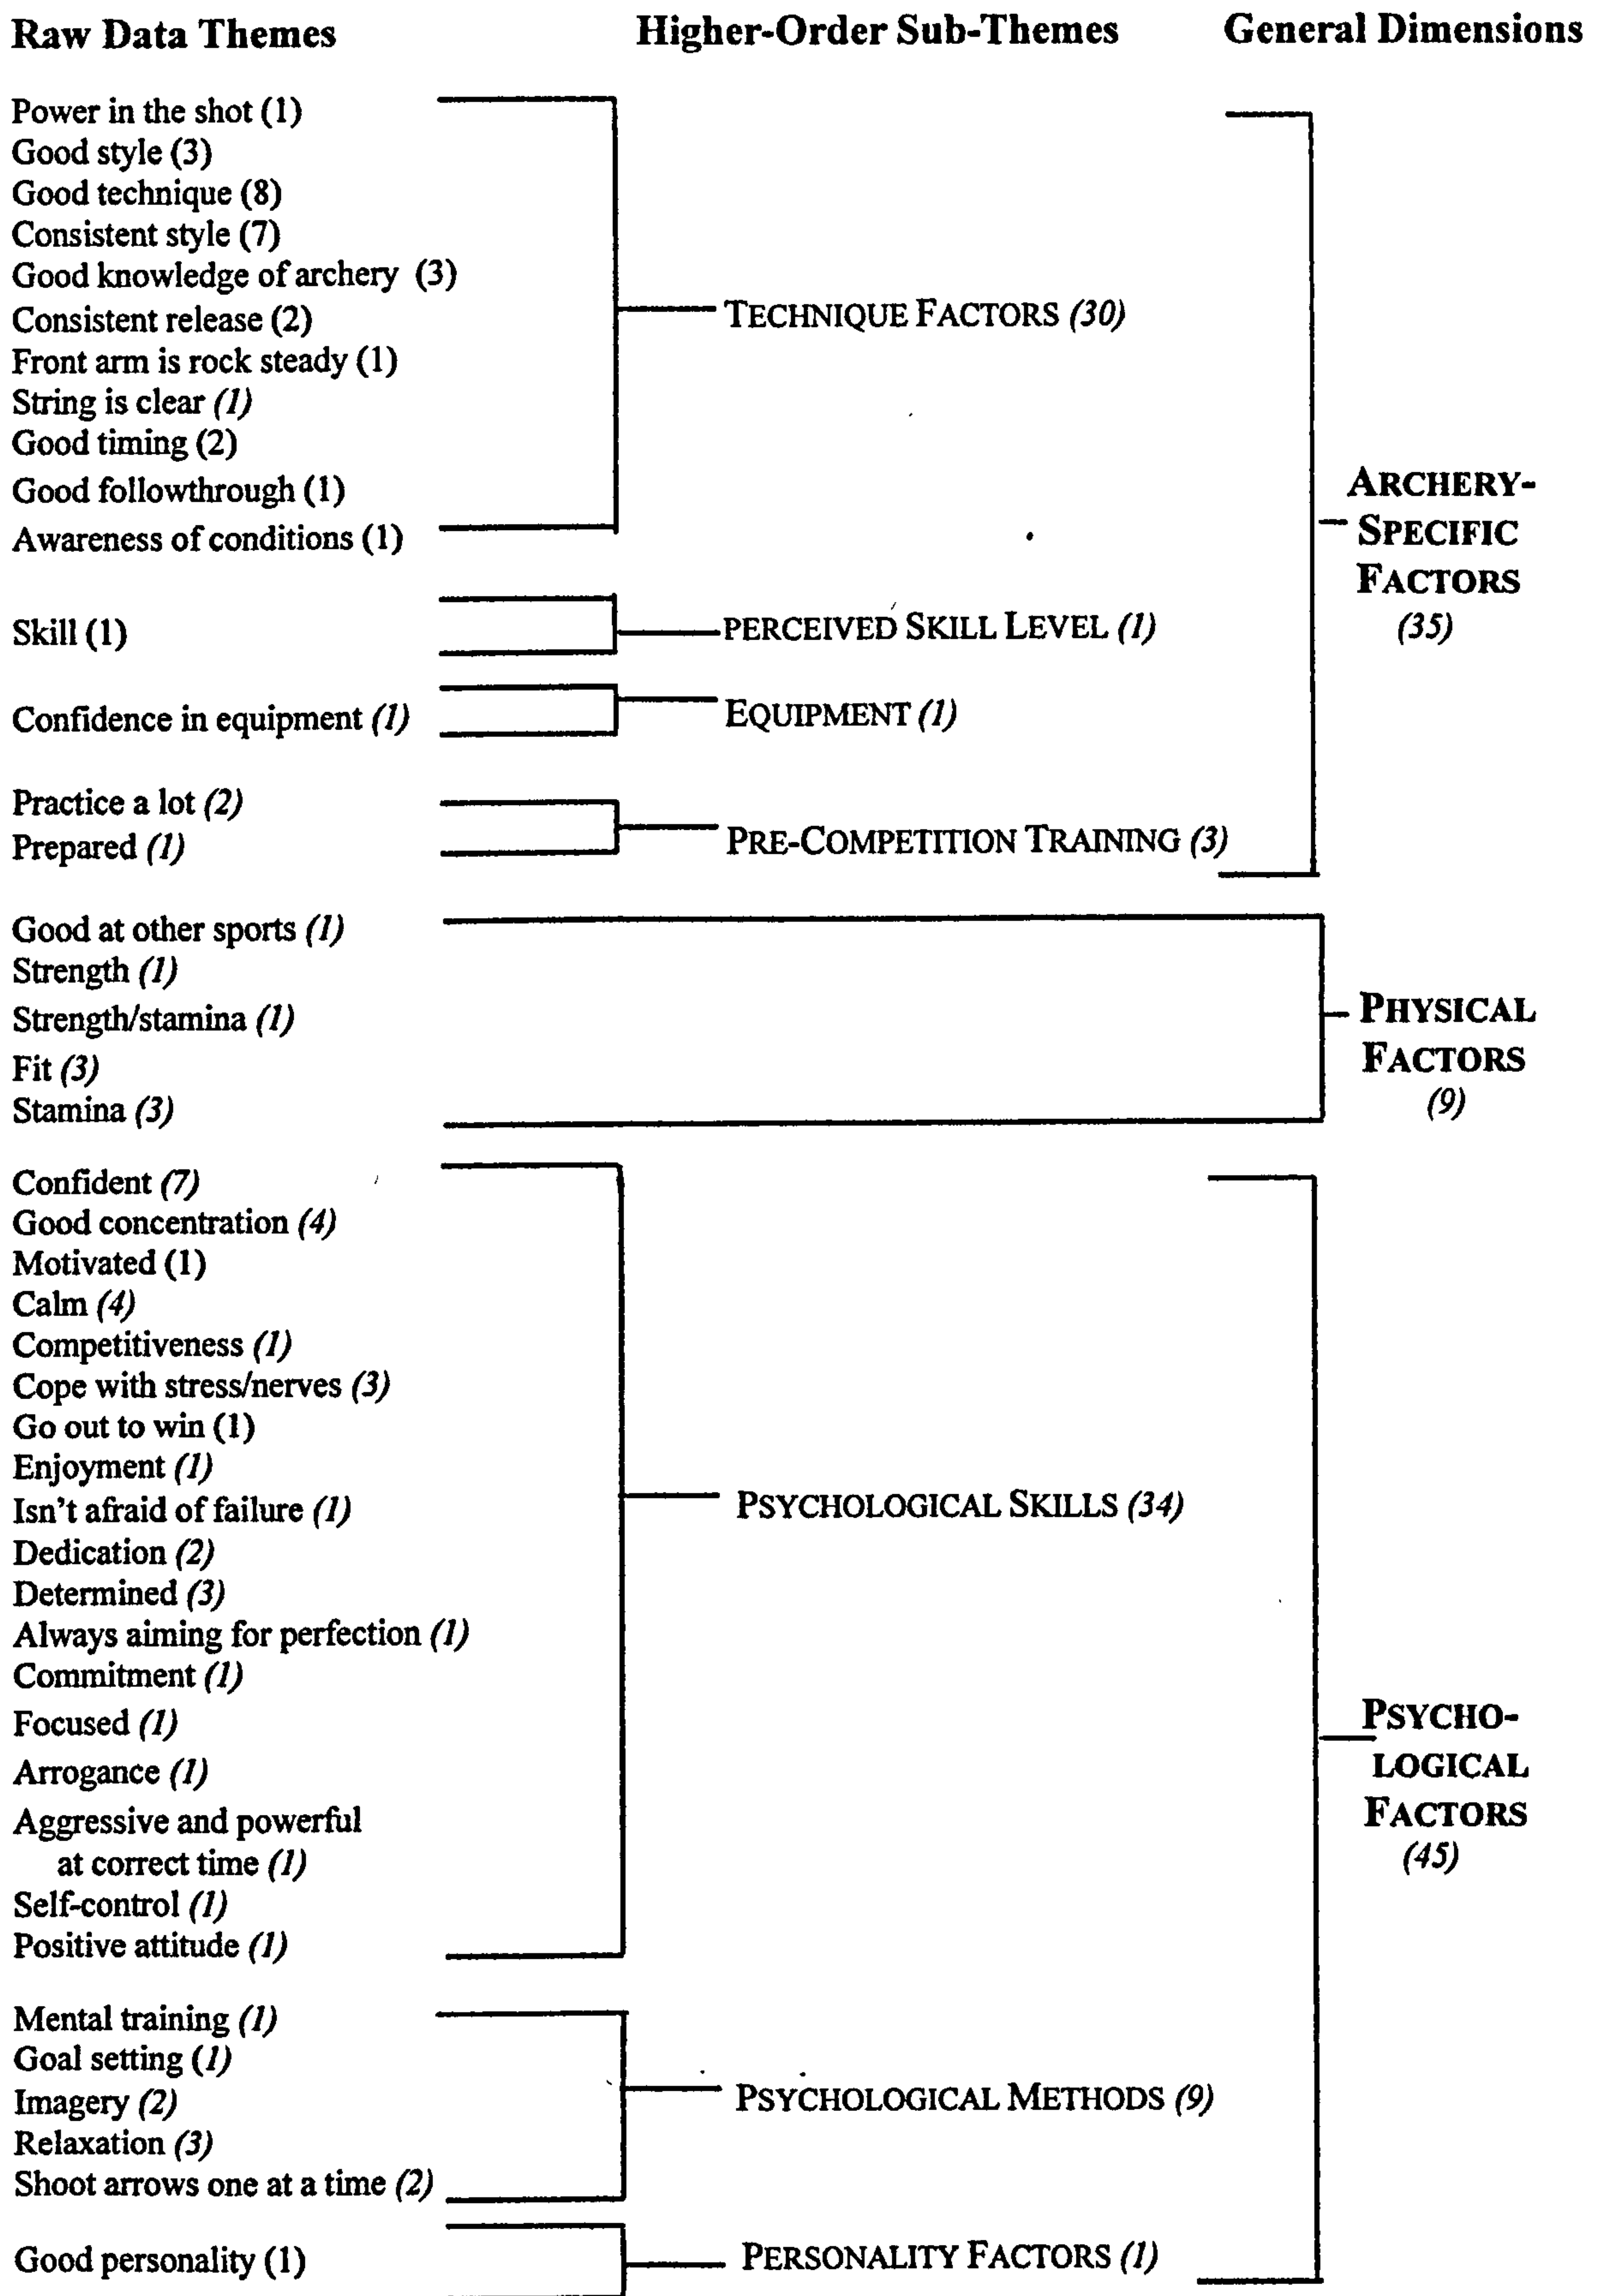 Raw Data Themes Higher-Order Sub-Themes General Dimensions
Power in the shot (1)
Good style (3)
Good technique (8)
Consistent style (7)
Good knowledge of archery (3)
Consistent release (2)
Front arm is rock steady (1)
String is clear (1)
Good timing (2)
Good followthrough (1)
Awareness of conditions (1)
TECHNIQUE FACTORS (30)
Skill (1)
PERCEIVED SKILL LEVEL (1)
Confidence in equipment (1)
EQUIPMENT (1)
Practice a lot (2)
Prepared (1)
PRE-COMPETITION TRAINING (3)
ARCHERY-
SPECIFIC
FACTORS
(35)
Good at other sports (1)
Strength (1)
Strength/stamina (1)
Fit (3)
Stamina (3)
PHYSICAL
FACTORS
(9)
Confident (7)
Good concentration (4)
Motivated (1)
Calm (4)
Competitiveness (1)
Cope with stress/nerves (3)
Go out to win (1)
Enjoyment (1)
Isn't afraid of failure (1)
Dedication (2)
Determined (3)
Always aiming for perfection (1)
Commitment (1)
Focused (1)
Arrogance (1)
Aggressive and powerful
at correct time (1)
Self-control (1)
Positive attitude (1)
PSYCHOLOGICAL SKILLS (34)
Mental training (1)
Goal setting (1)
Imagery (2)
Relaxation (3)
Shoot arrows one at a time (2)
PSYCHOLOGICAL METHODS (9)
Good personality (1)
PERSONALITY FACTORS (1)
PSYCHO-
LOGICAL
FACTORS
(45)